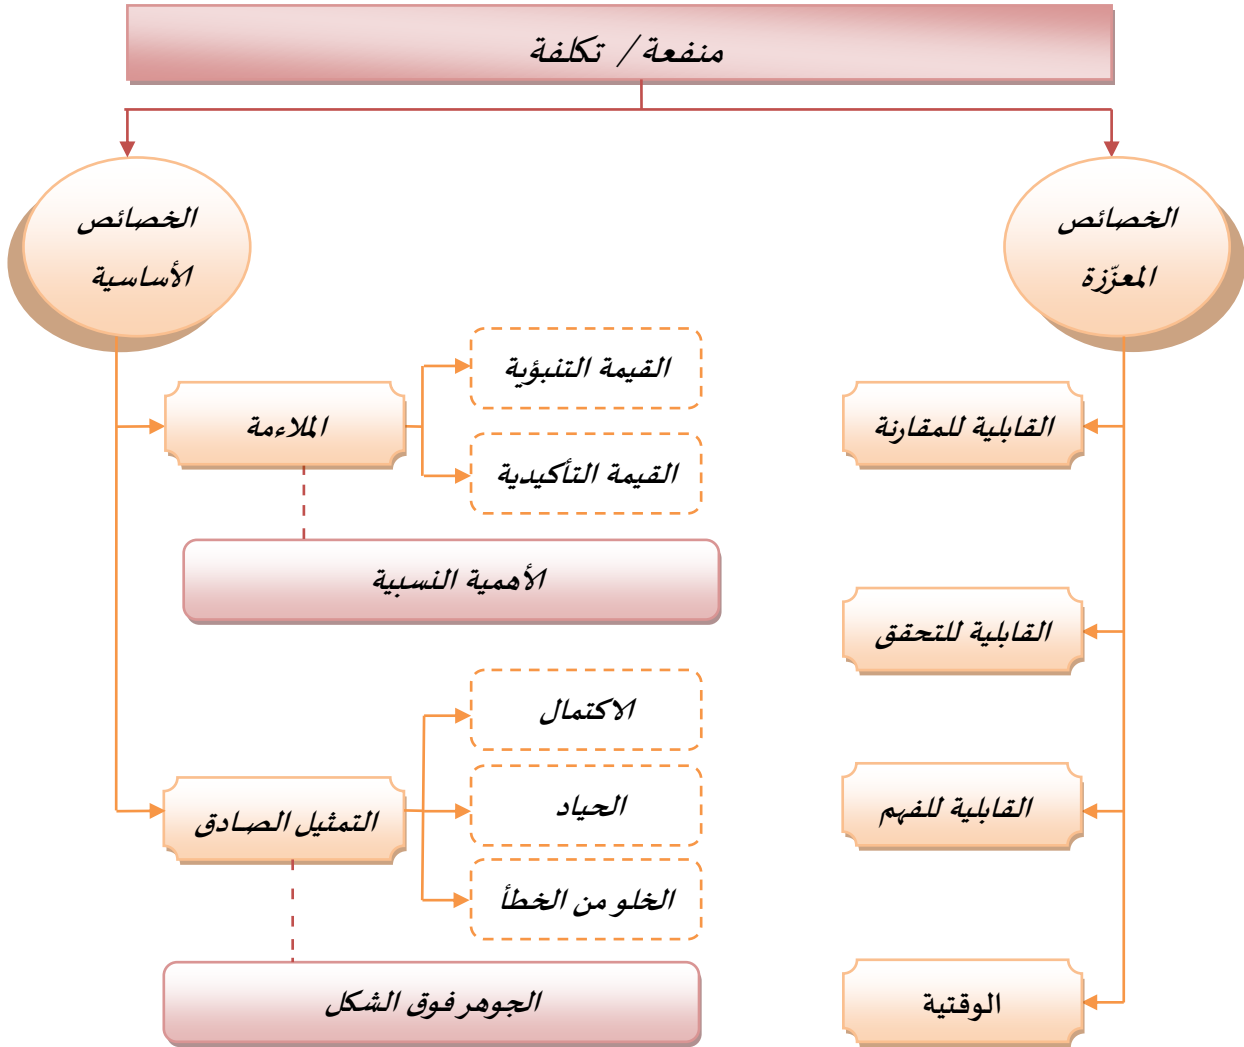 منفعة / تكلفة
الخصائص
المعزّزة
القابلية للمقارنة
القابلية للتحقق
القابلية للفهم
الوقتية
الخصائص
الأساسية
الملاءمة
القيمة التنبؤية
القيمة التأكيدية
الأهمية النسبية
التمثيل الصادق
الاكتمال
الحياد
الخلو من الخطأ
الجوهر فوق الشكل